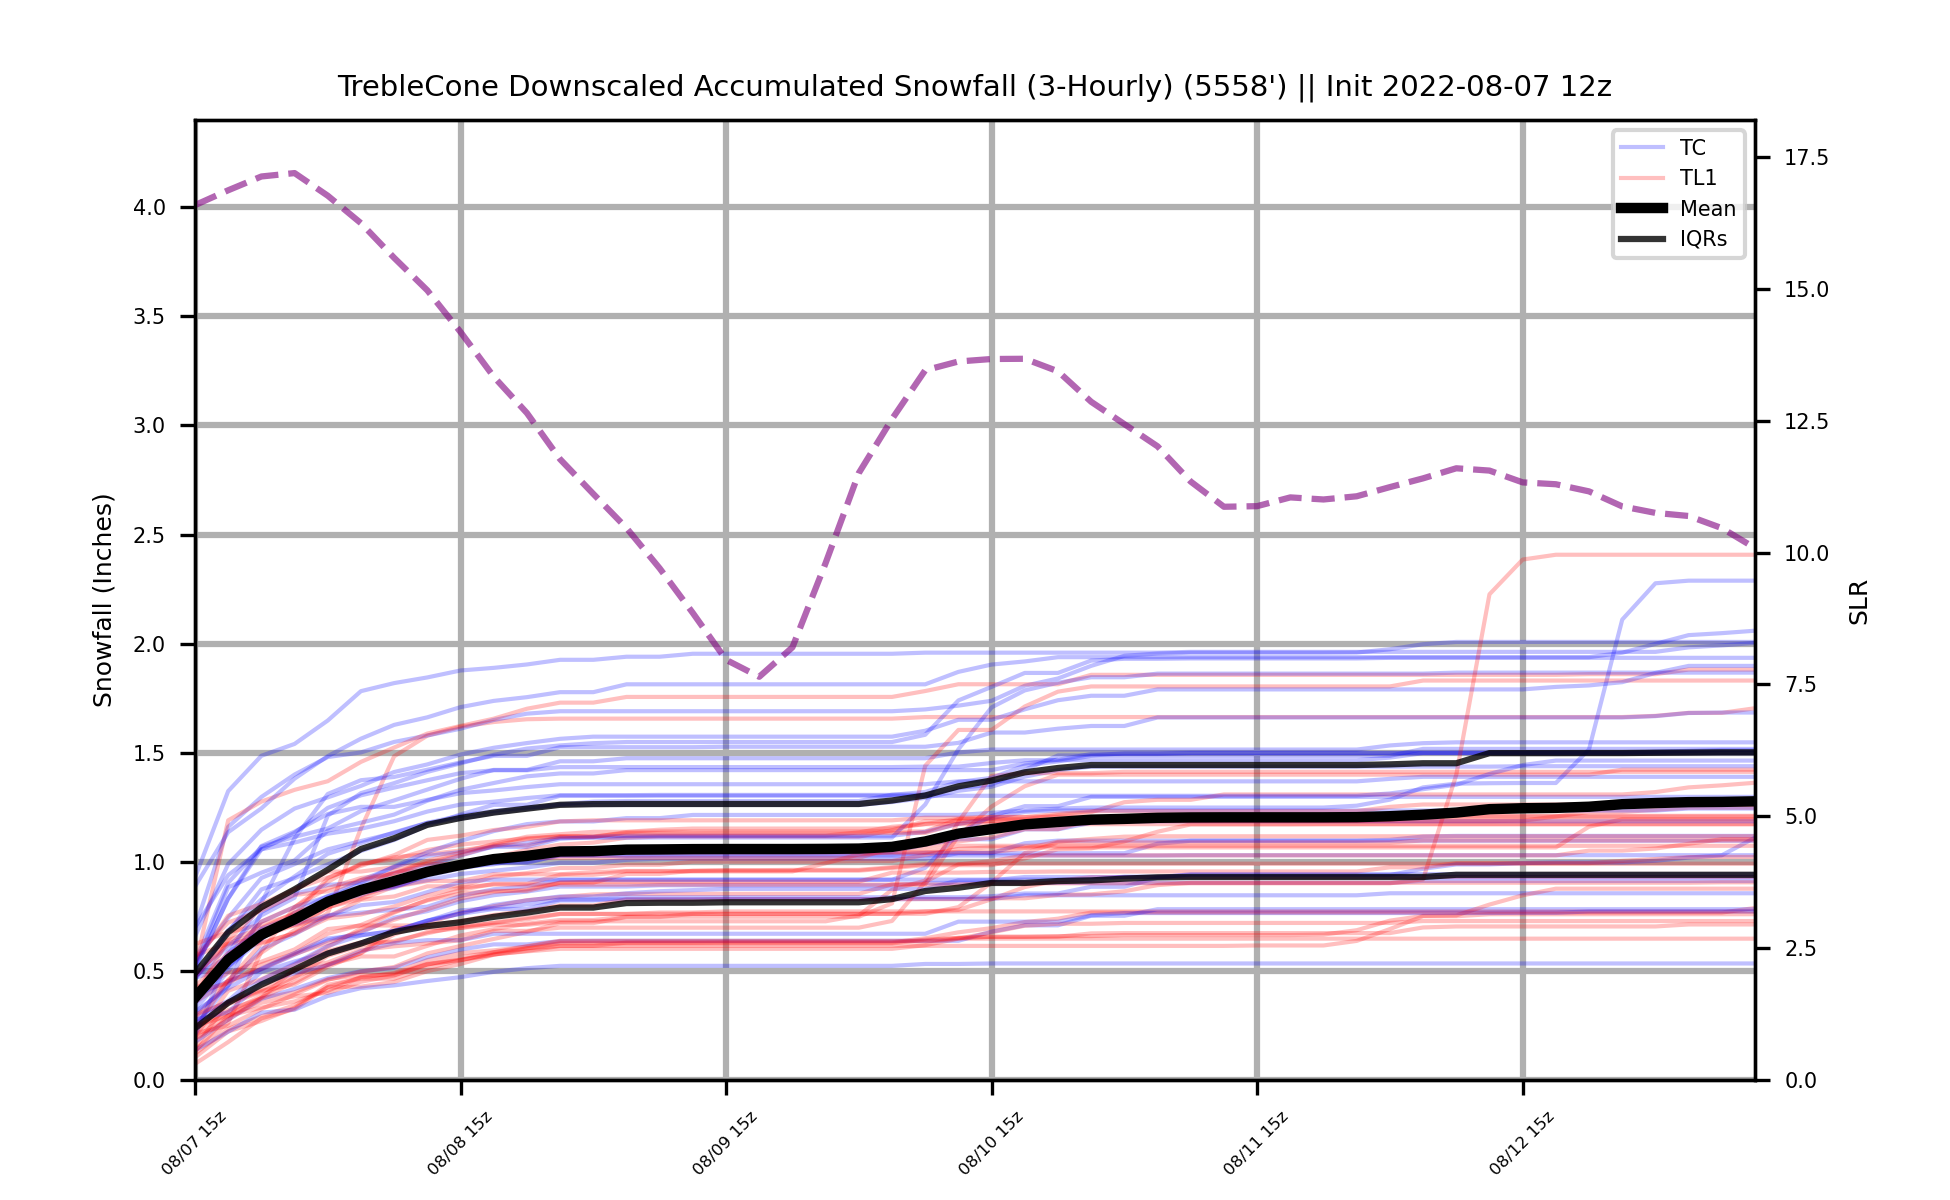 TrebleCone Downscaled Accumulated Snowfall (3-Hourly) (5558') || Init 2022-08-07 12z
TC
TL1
Mean
IQRs
Snowfall (Inches)
4.0
3.5
3.0
2.5
2.0
1.5
1.0
0.5
0.0
17.5
15.0
12.5
10.0
7.5
5.0
2.5
0.0
SLR
08/07 15z
08/08 15z
08/09 15z
08/10 15z
08/11 15z
08/12 15z